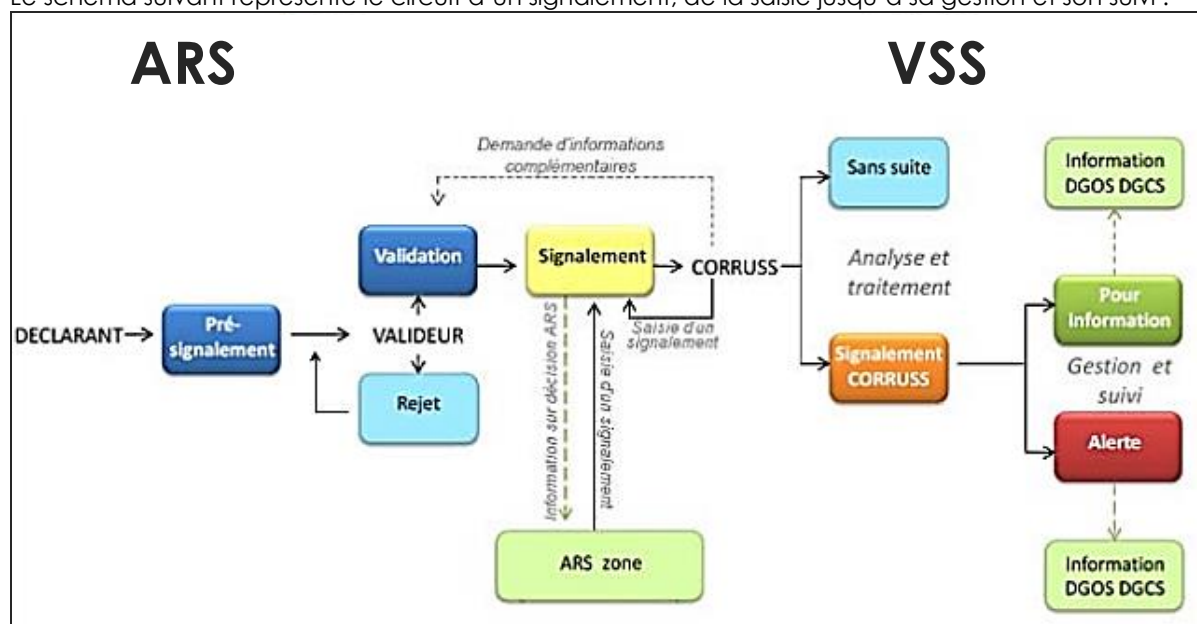 Le schéma suivant représente le circuit d'un signalement, de la saisie jusqu'à sa gestion et son suivi :
ARS
VSS
Demande d'informations
complémentaires
Sans suite
Information
DGOS DGCS
Validation
Signalement
CORRUSS
Analyse et
traitement
DECLARANT
Pré-
signalement
VALIDEUR
Saisie d'un
signalement
Pour
Information
Rejet
Information sur décision ARS
Saisie d'un signalement
Signalement
CORRUSS
Gestion et
suivi
Alerte
ARS zone
Information
DGOS DGCS